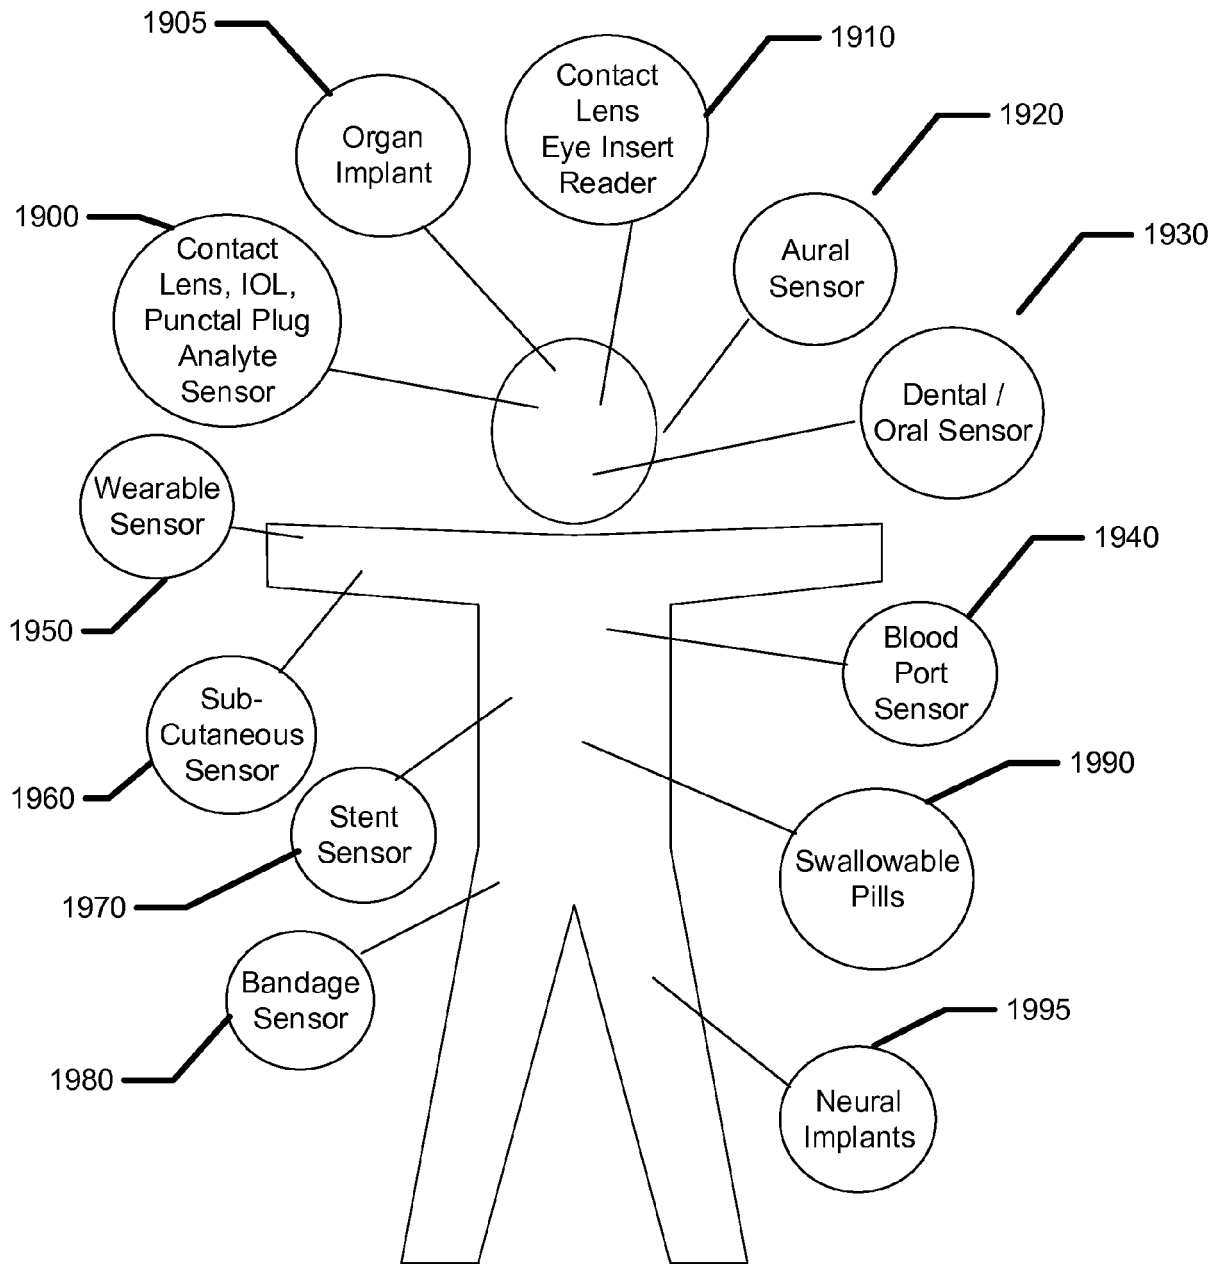 1905
1910
Contact
Lens
Eye Insert
Reader
Organ
Implant
1920
1900
Contact
Lens, IOL,
Punctal Plug
Analyte
Sensor
Aural
Sensor
1930
Dental /
Oral Sensor
Wearable
Sensor
1940
1950
Blood
Port
Sensor
Sub-
Cutaneous
Sensor
1960
1990
Stent
Sensor
Swallowable
Pills
1970
Bandage
Sensor
1980
1995
Neural
Implants